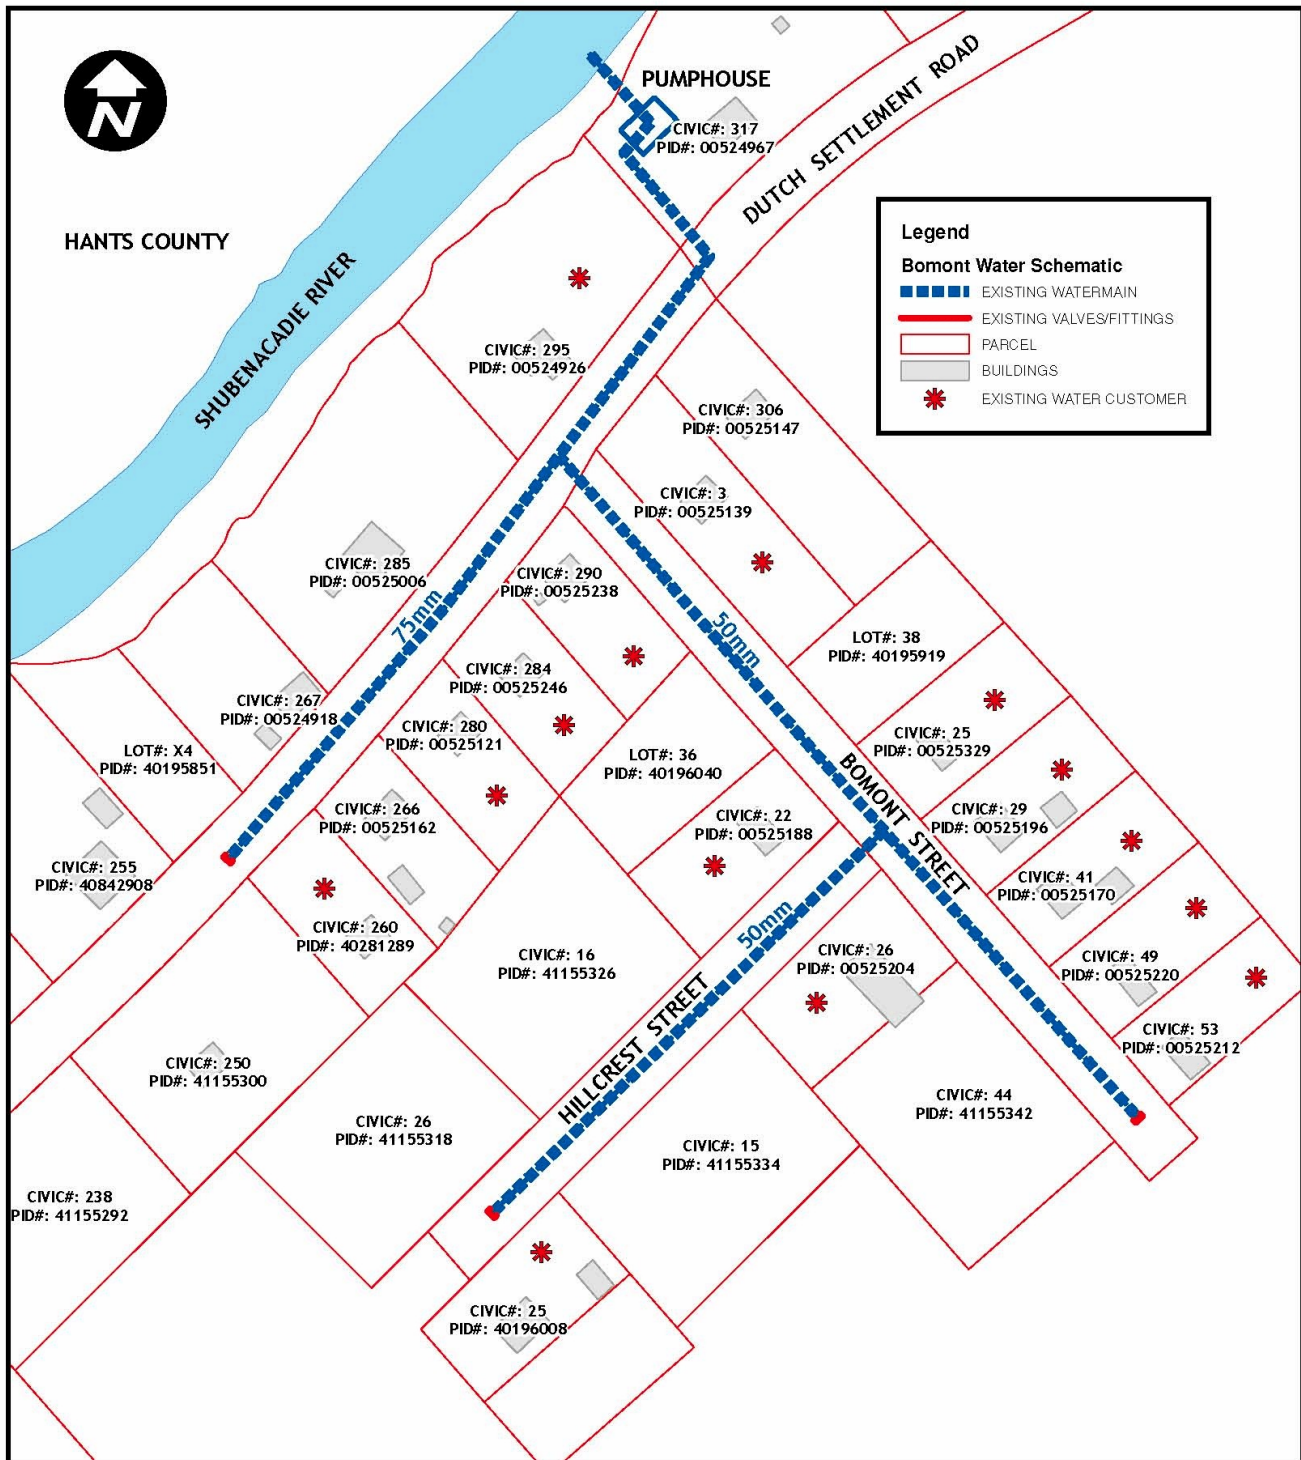 N
PUMPHOUSE
CIVIC#: 317
PID#: 00524967
DUTCH SETTLEMENT ROAD
HANTS COUNTY
SHUBENACADIE RIVER
Legend
Bomont Water Schematic
EXISTING WATERMAIN
EXISTING VALVES/FITTINGS
PARCEL
BUILDINGS
EXISTING WATER CUSTOMER
CIVIC#: 295
PID#: 00524926
CIVIC#: 306
PID#: 00525147
CIVIC#: 3
PID#: 00525139
CIVIC#: 285
PID#: 00525006
CIVIC#: 290
PID#: 00525238
75mm
50mm
LOT#: 38
PID#: 40195919
CIVIC#: 284
PID#: 00525246
CIVIC#: 267
PID#: 00524918
CIVIC#: 280
PID#: 00525121
CIVIC#: 25
PID#: 00525329
LOT#: X4
PID#: 40195851
LOT#: 36
PID#: 40196040
BOMONT STREET
CIVIC#: 266
PID#: 00525162
CIVIC#: 22
PID#: 00525188
CIVIC#: 29
PID#: 00525196
CIVIC#: 255
PID#: 40842908
CIVIC#: 41
PID#: 00525170
50mm
CIVIC#: 260
PID#: 40281289
CIVIC#: 16
PID#: 41155326
CIVIC#: 26
PID#: 00525204
CIVIC#: 49
PID#: 00525220
HILLCREST STREET
CIVIC#: 53
PID#: 00525212
CIVIC#: 250
PID#: 41155300
CIVIC#: 44
PID#: 41155342
CIVIC#: 26
PID#: 41155318
CIVIC#: 15
PID#: 41155334
CIVIC#: 238
PID#: 41155292
CIVIC#: 25
PID#: 40196008